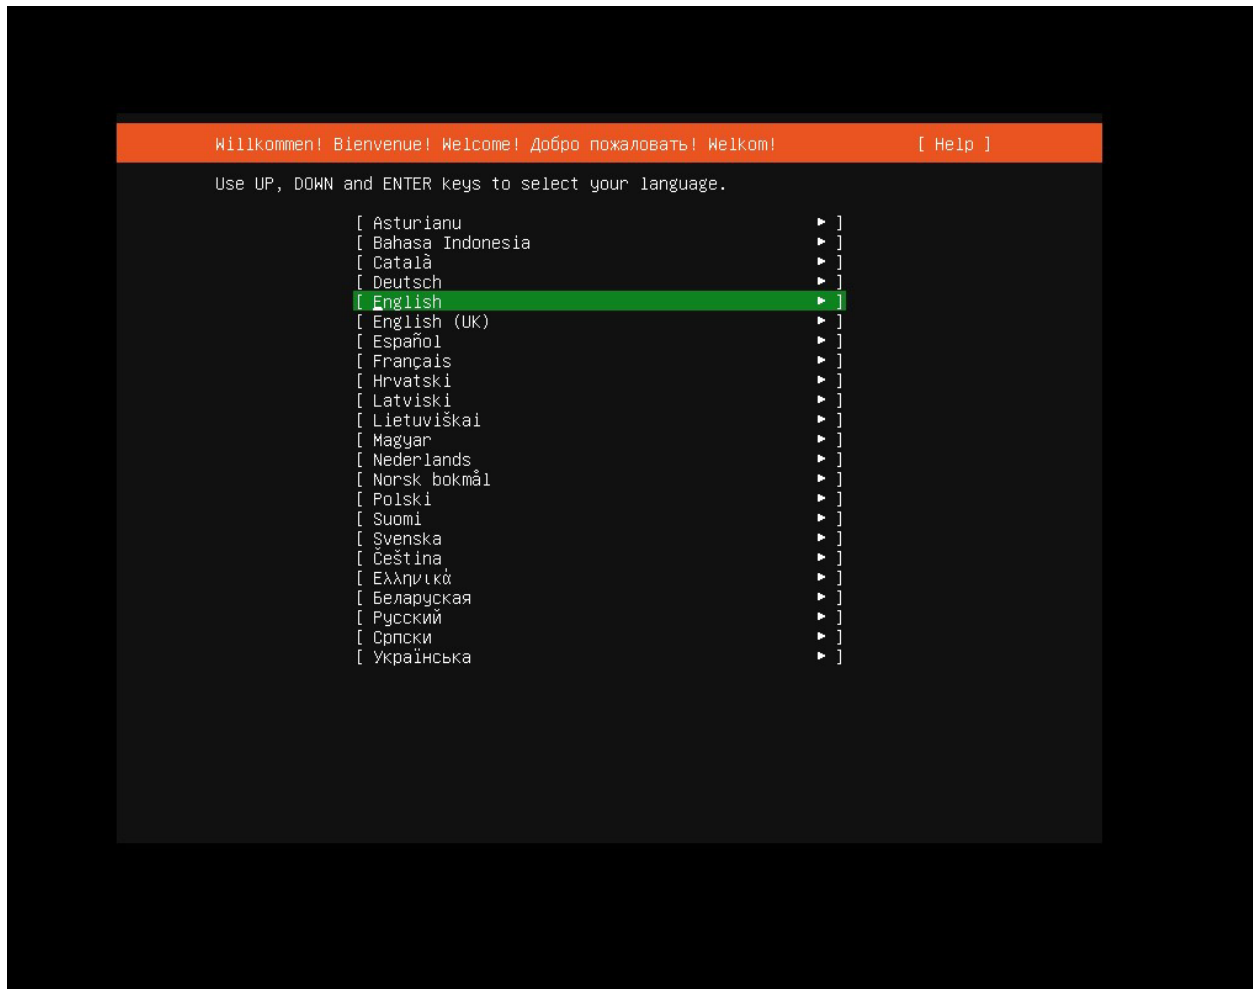 Willkommen! Bienvenue! Welcome! Добро пожаловать! Welkom! [ Help ]
Use UP, DOWN and ENTER keys to select your language.
[ Asturianu ► ]
[ Bahasa Indonesia ► ]
[ Català ► ]
[ Deutsch ► ]
[ English ► ]
[ English (UK) ► ]
[ Español ► ]
[ Français ► ]
[ Hrvatski ► ]
[ Latviski ► ]
[ Lietuviškai ► ]
[ Magyar ► ]
[ Nederlands ► ]
[ Norsk bokmål ► ]
[ Polski ► ]
[ Suomi ► ]
[ Svenska ► ]
[ Čeština ► ]
[ Ελληνικά ► ]
[ Беларуская ► ]
[ Русский ► ]
[ Српски ► ]
[ Українська ► ]